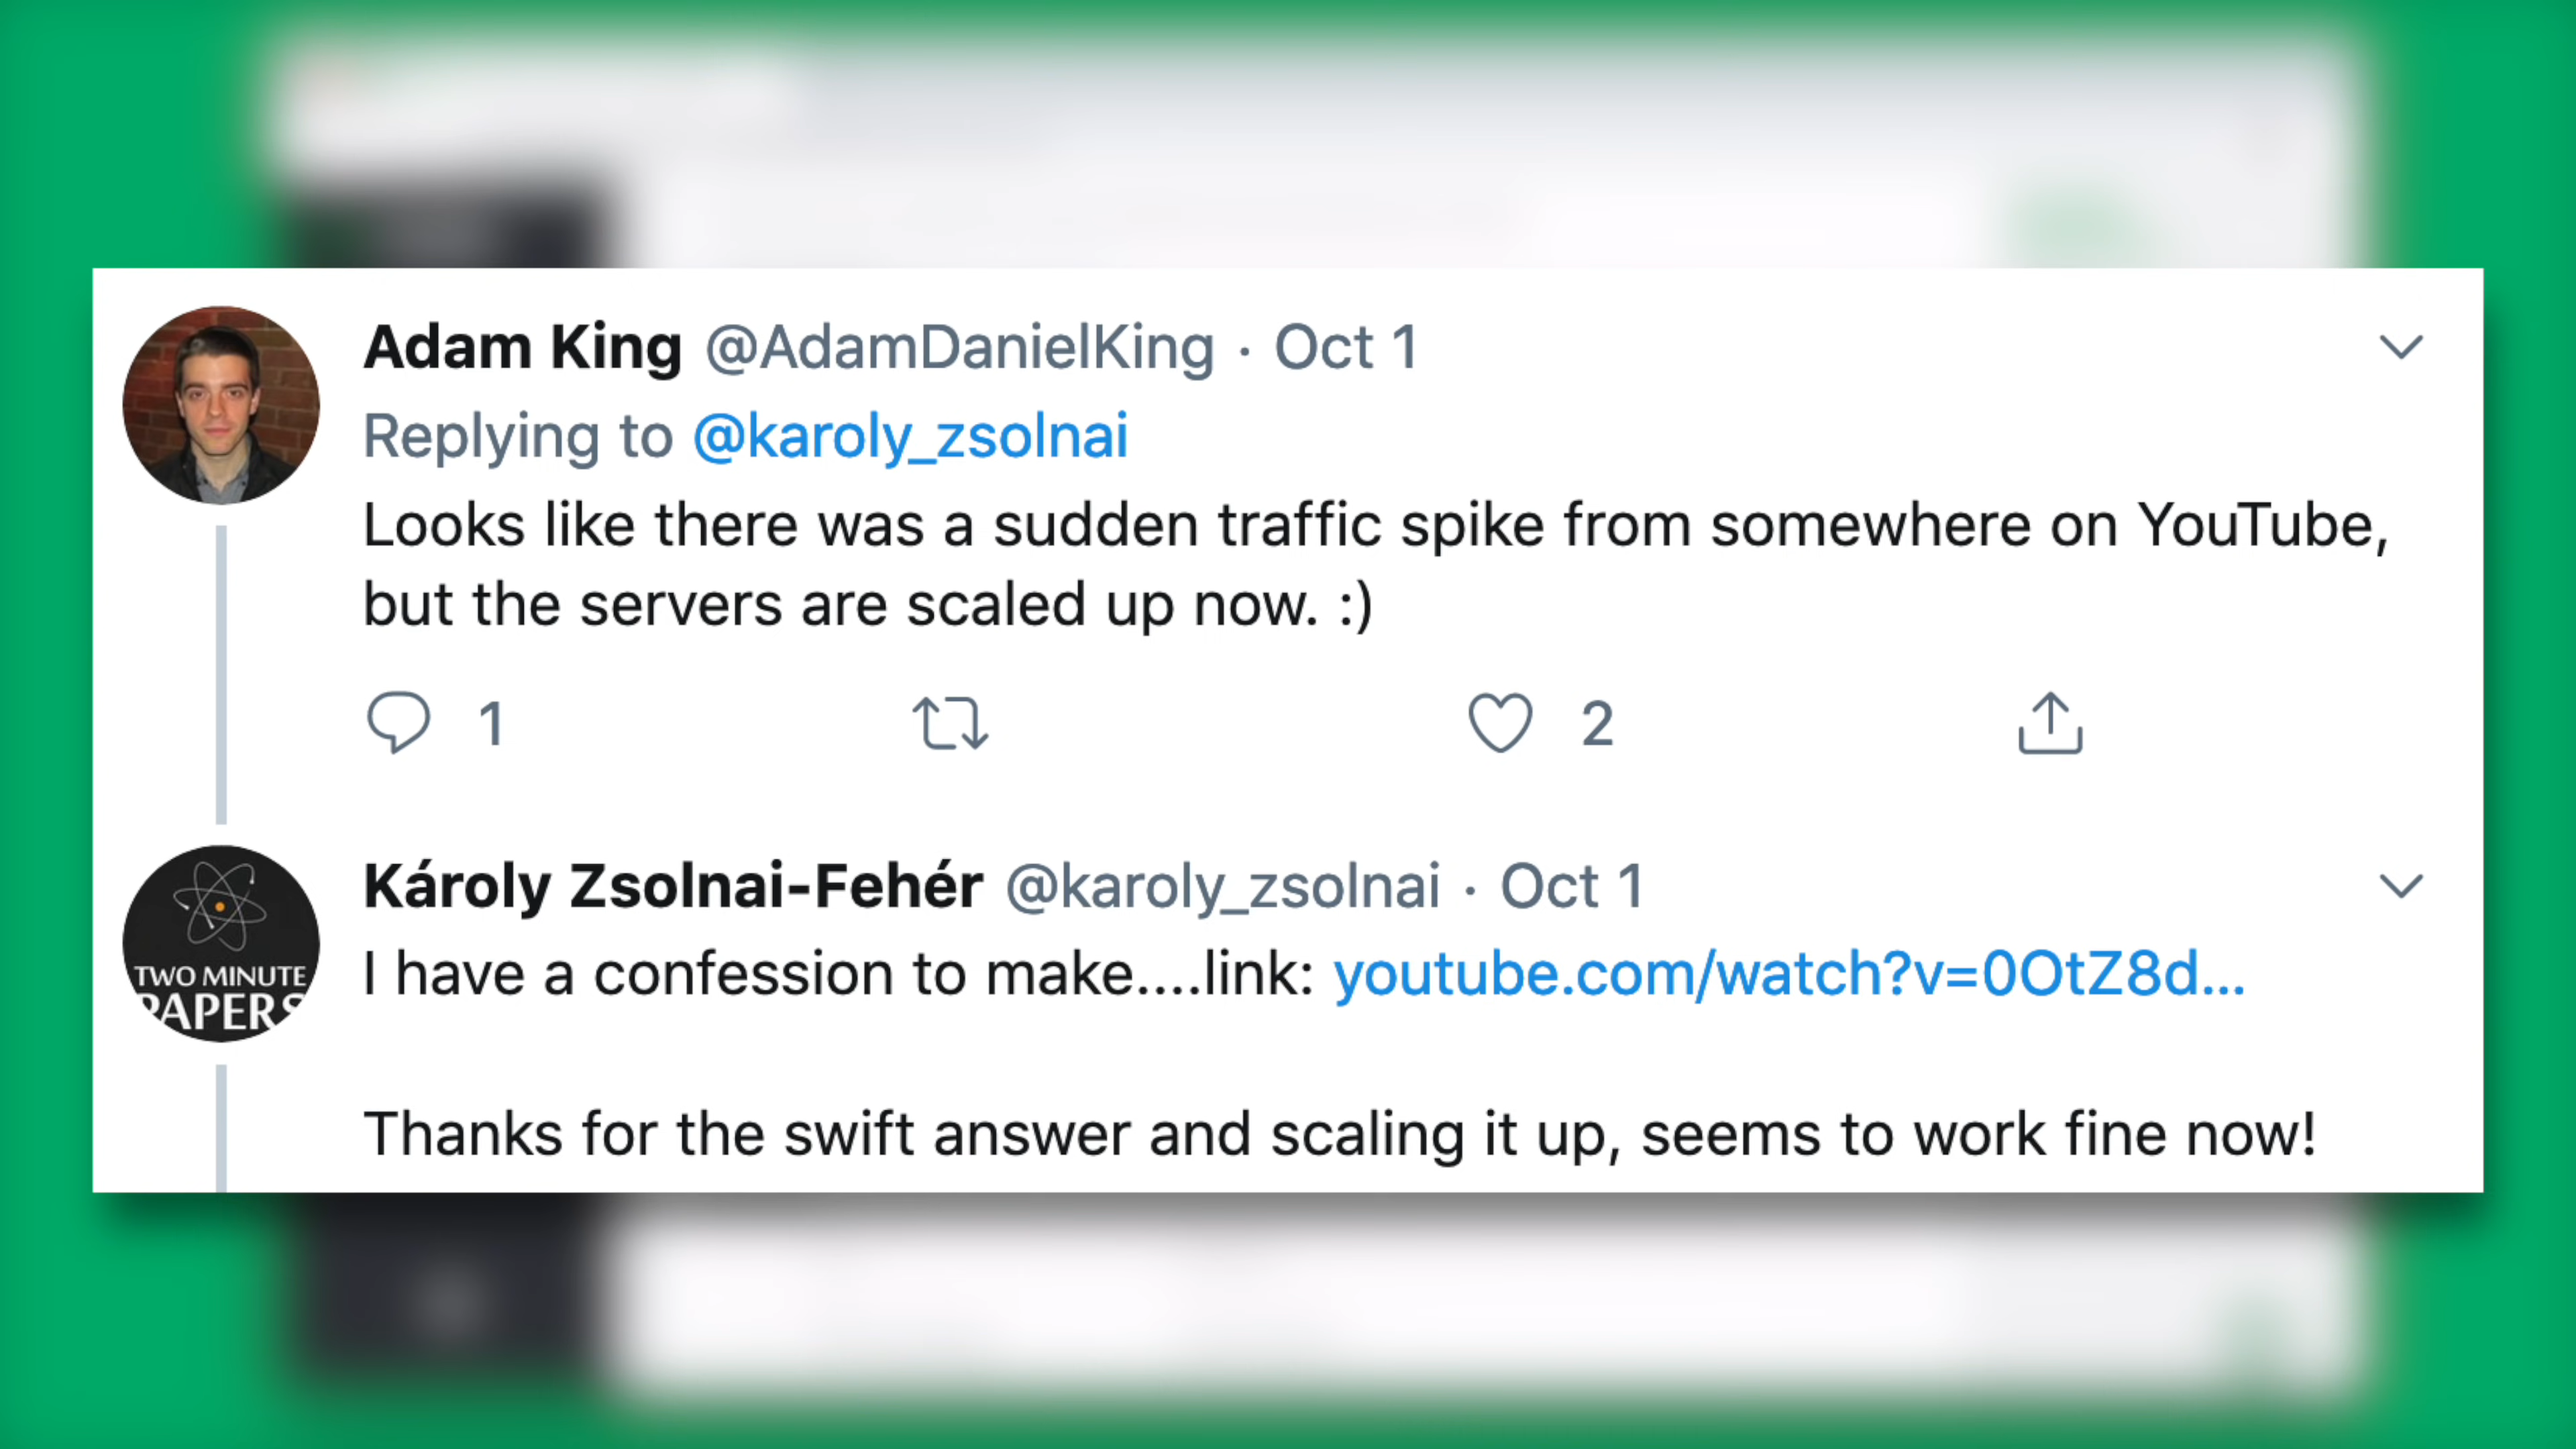 Adam King @AdamDanielKing · Oct 1
Replying to @karoly_zsolnai
Looks like there was a sudden traffic spike from somewhere on YouTube,
but the servers are scaled up now. :)
1 2
TWO MINUTE
PAPERS
Károly Zsolnai-Fehér @karoly_zsolnai · Oct 1
I have a confession to make....link: youtube.com/watch?v=0OtZ8d...
Thanks for the swift answer and scaling it up, seems to work fine now!